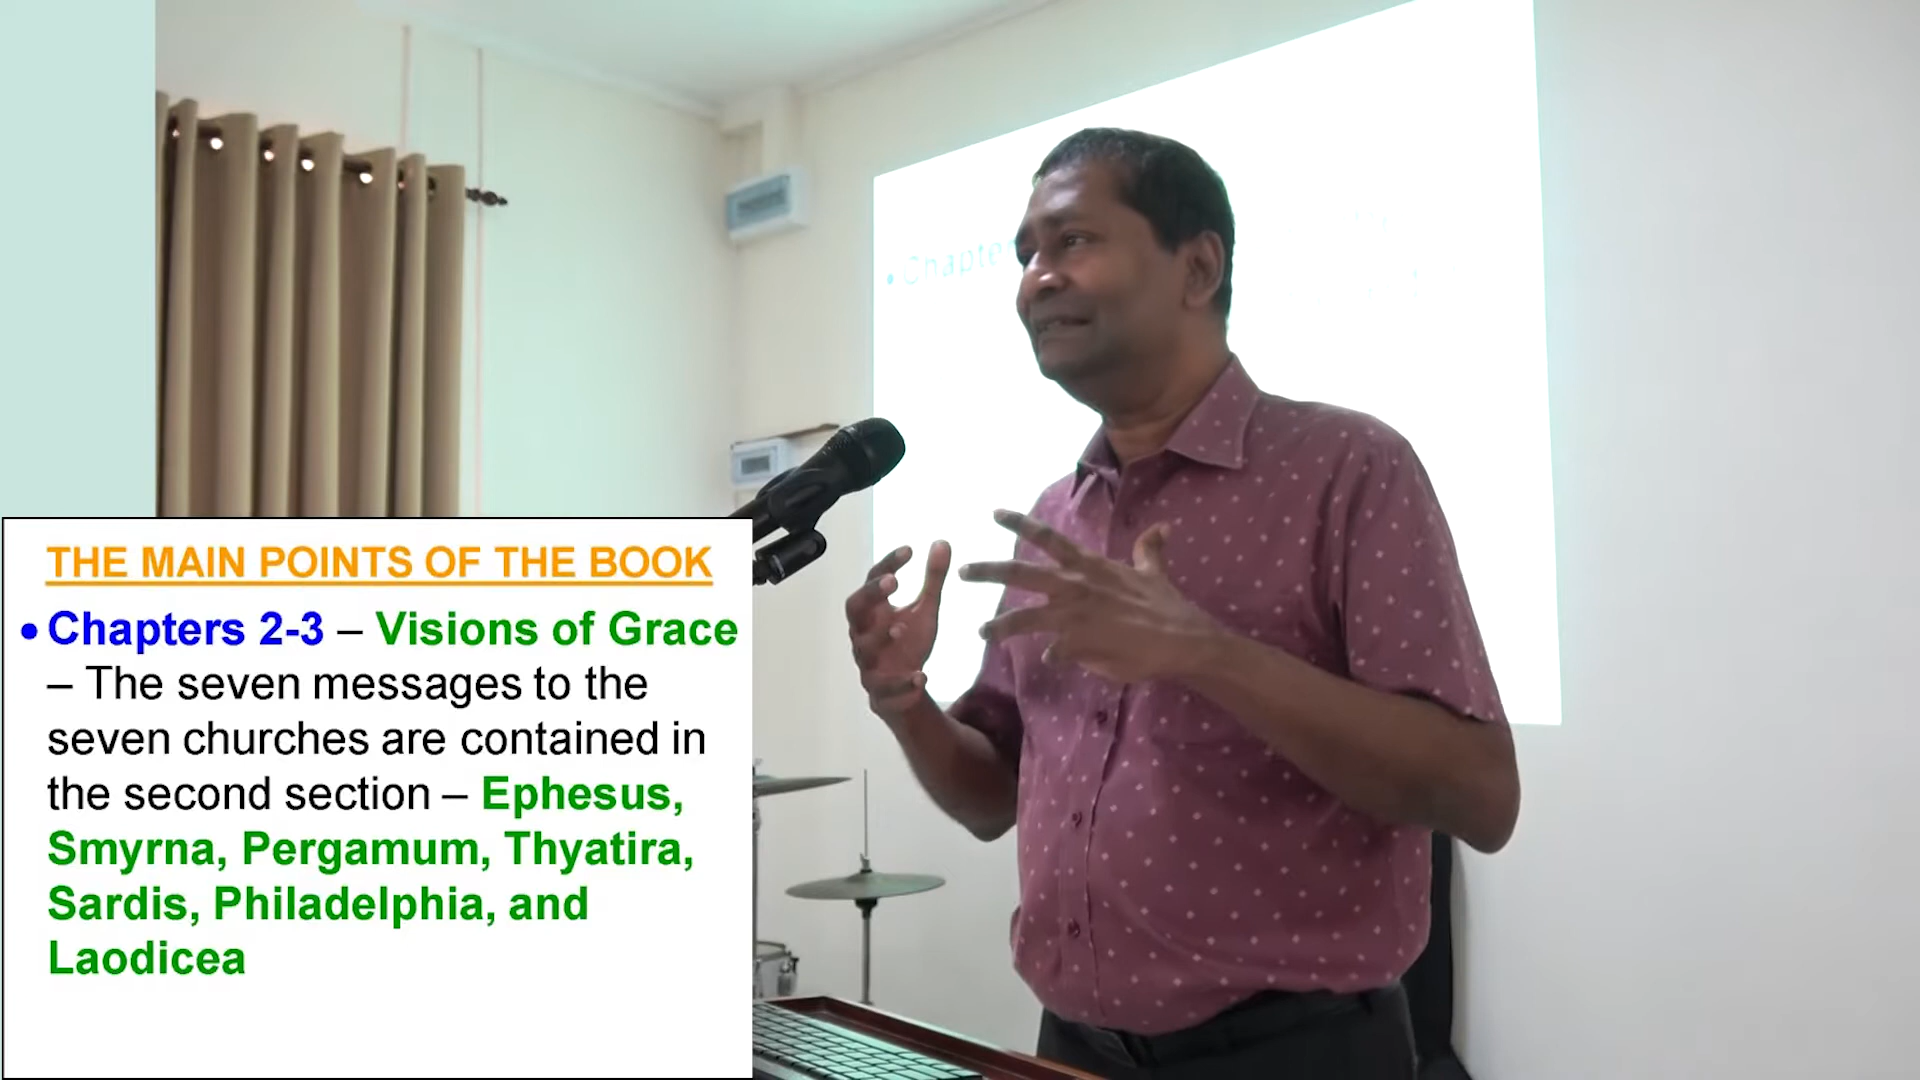 THE MAIN POINTS OF THE BOOK
• Chapters 2-3 – Visions of Grace
– The seven messages to the
seven churches are contained in
the second section – Ephesus,
Smyrna, Pergamum, Thyatira,
Sardis, Philadelphia, and
Laodicea
• Chapter